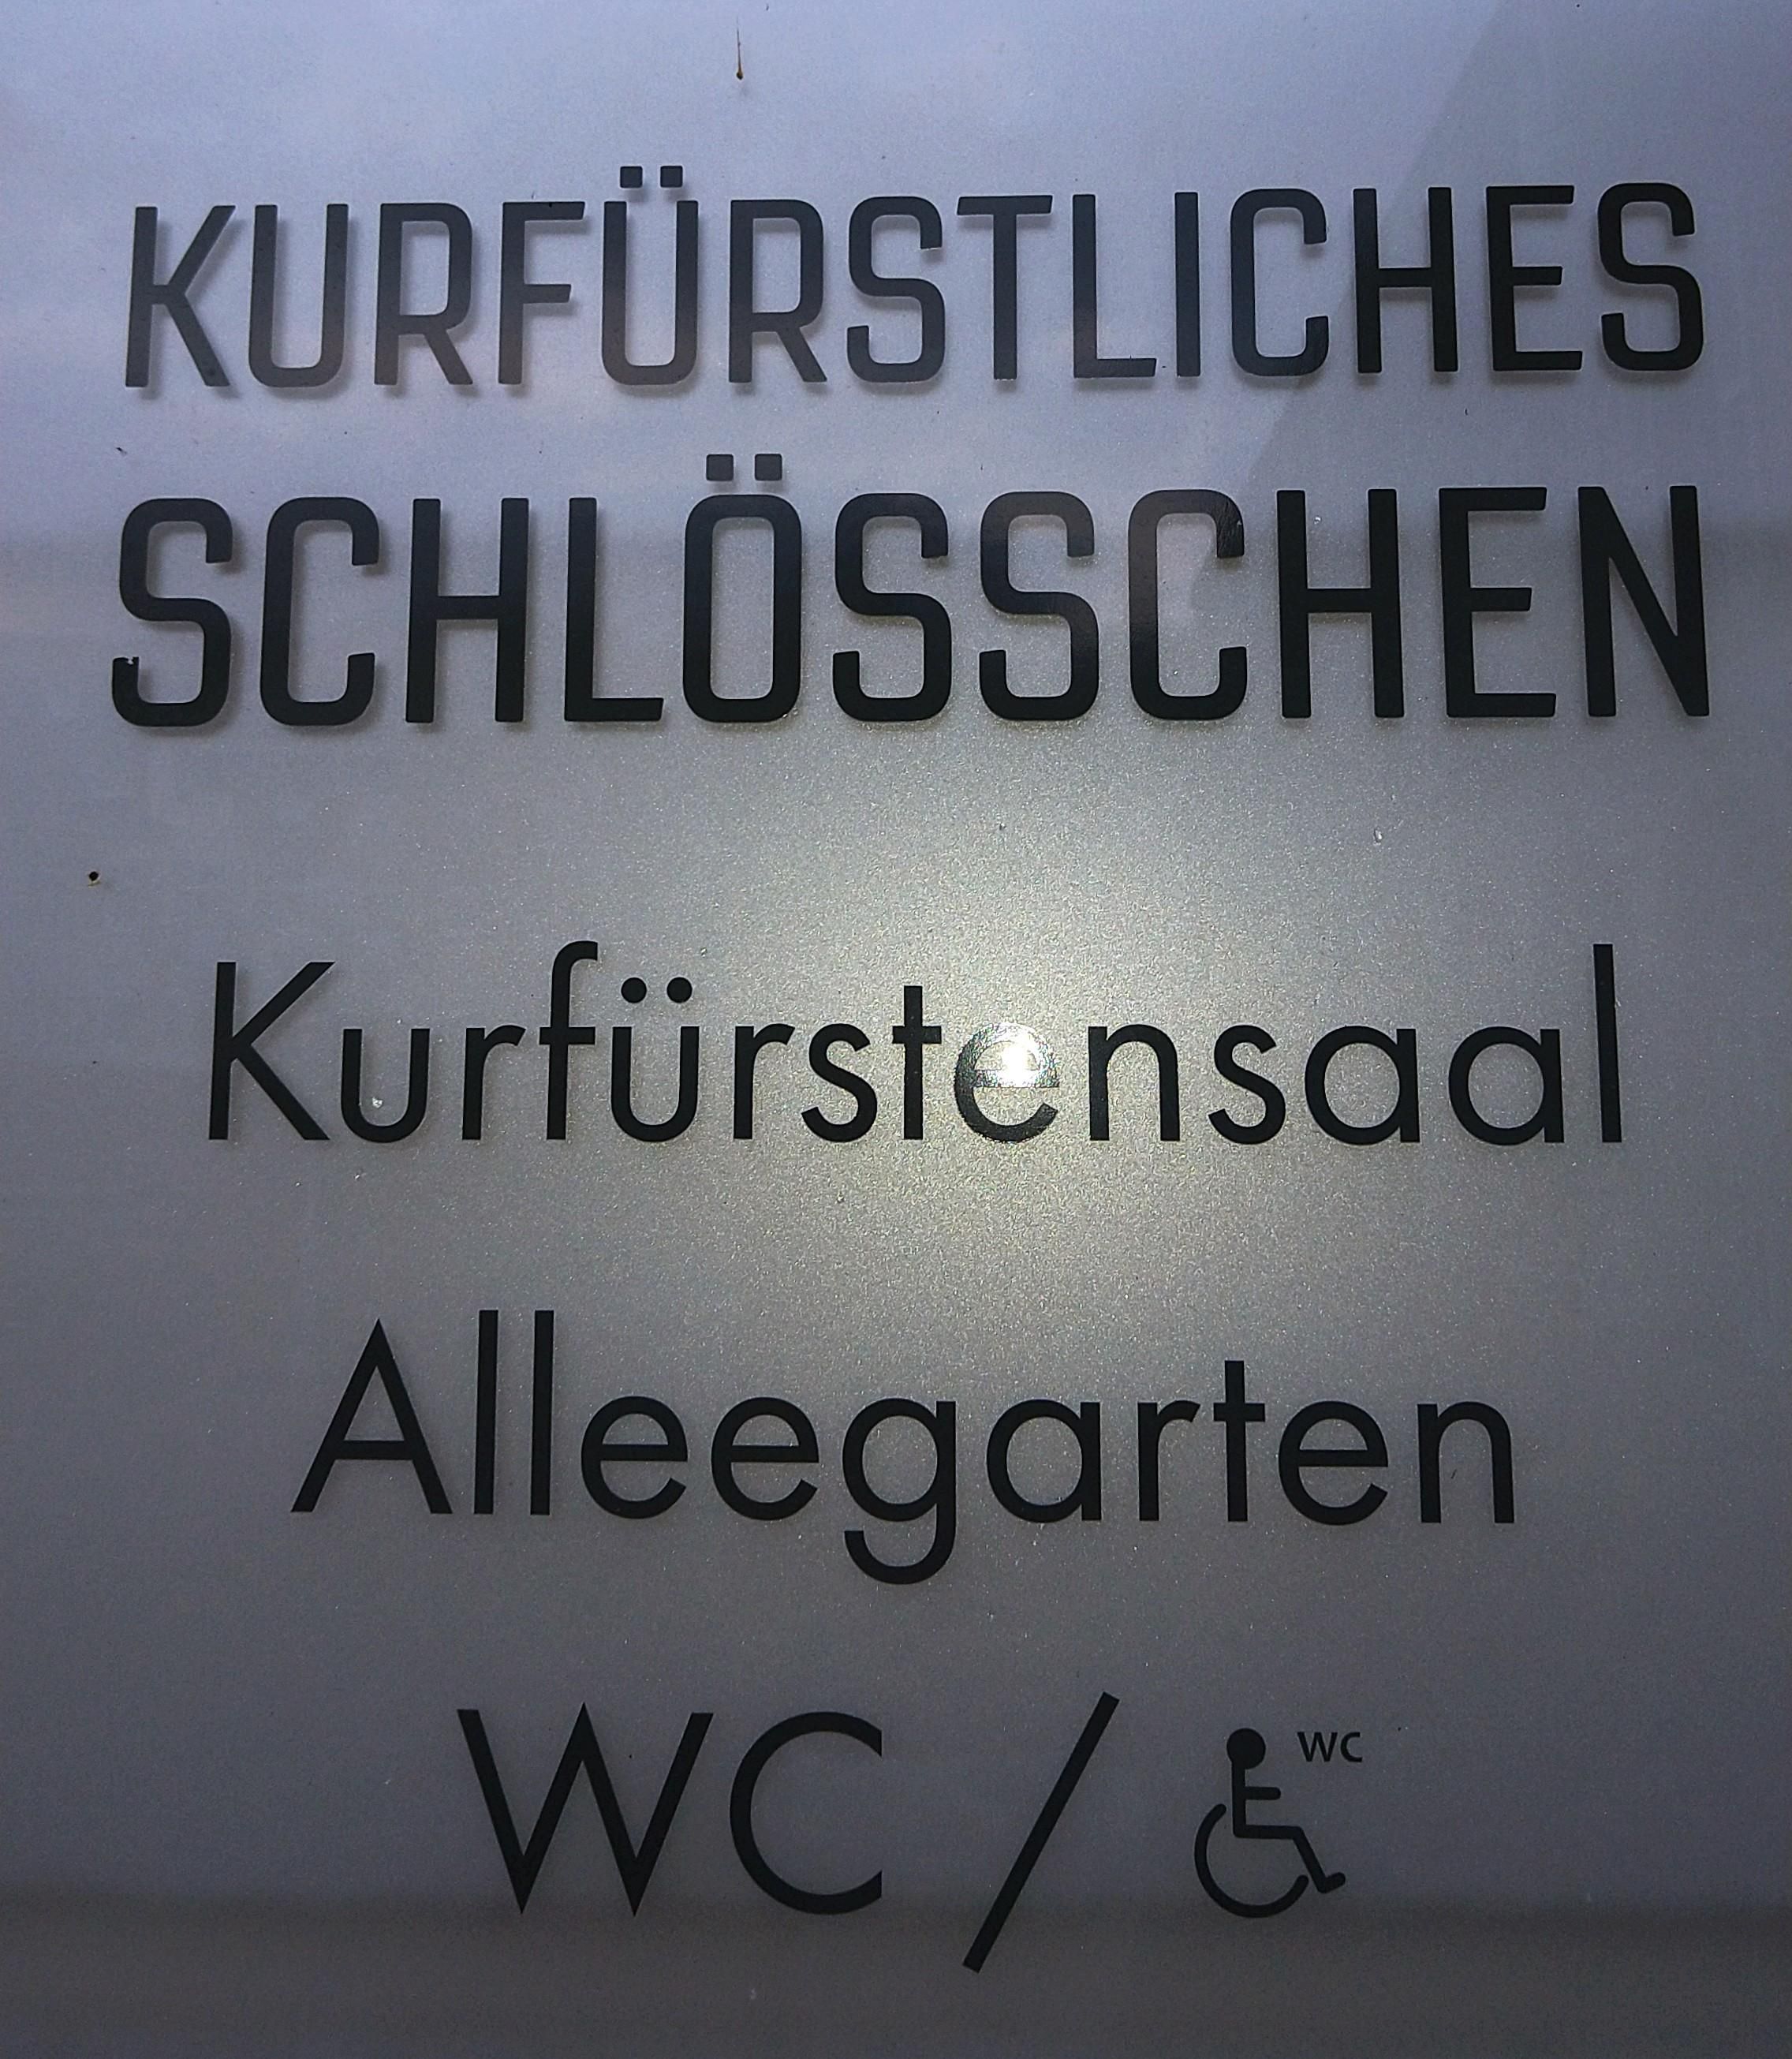 KURFÜRSTLICHES
SCHLÖSSCHEN
Kurfürstensaal
Alleegarten
WC / WC